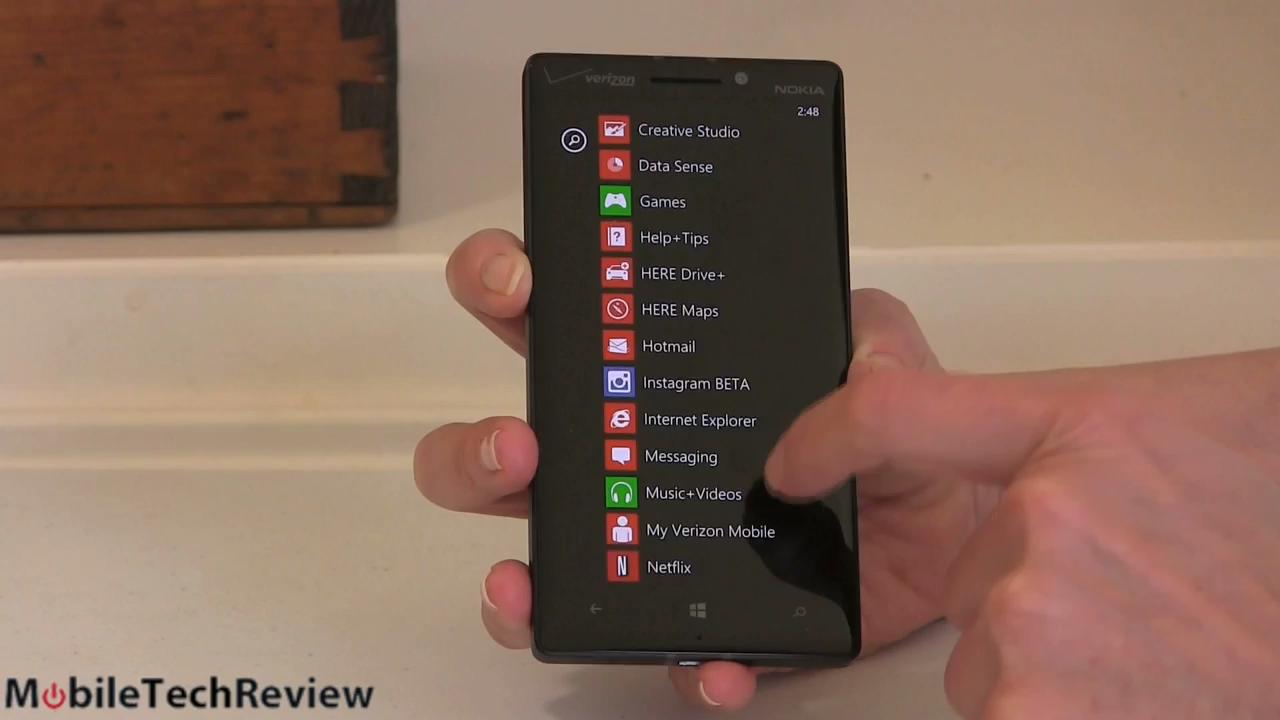 verizon
NOKIA
2:48
Creative Studio
Data Sense
Games
Help+Tips
HERE Drive+
HERE Maps
Hotmail
Instagram BETA
Internet Explorer
Messaging
Music+Videos
My Verizon Mobile
Netflix
MobileTechReview